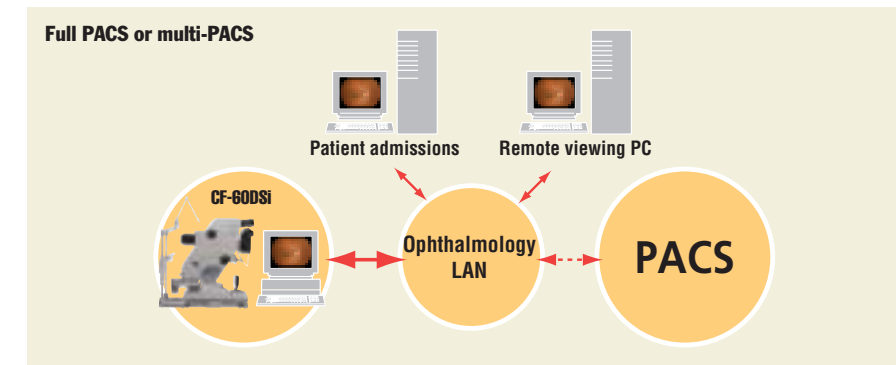 Full PACS or multi-PACS
Patient admissions
Remote viewing PC
CF-60DSi
Ophthalmology
LAN
PACS